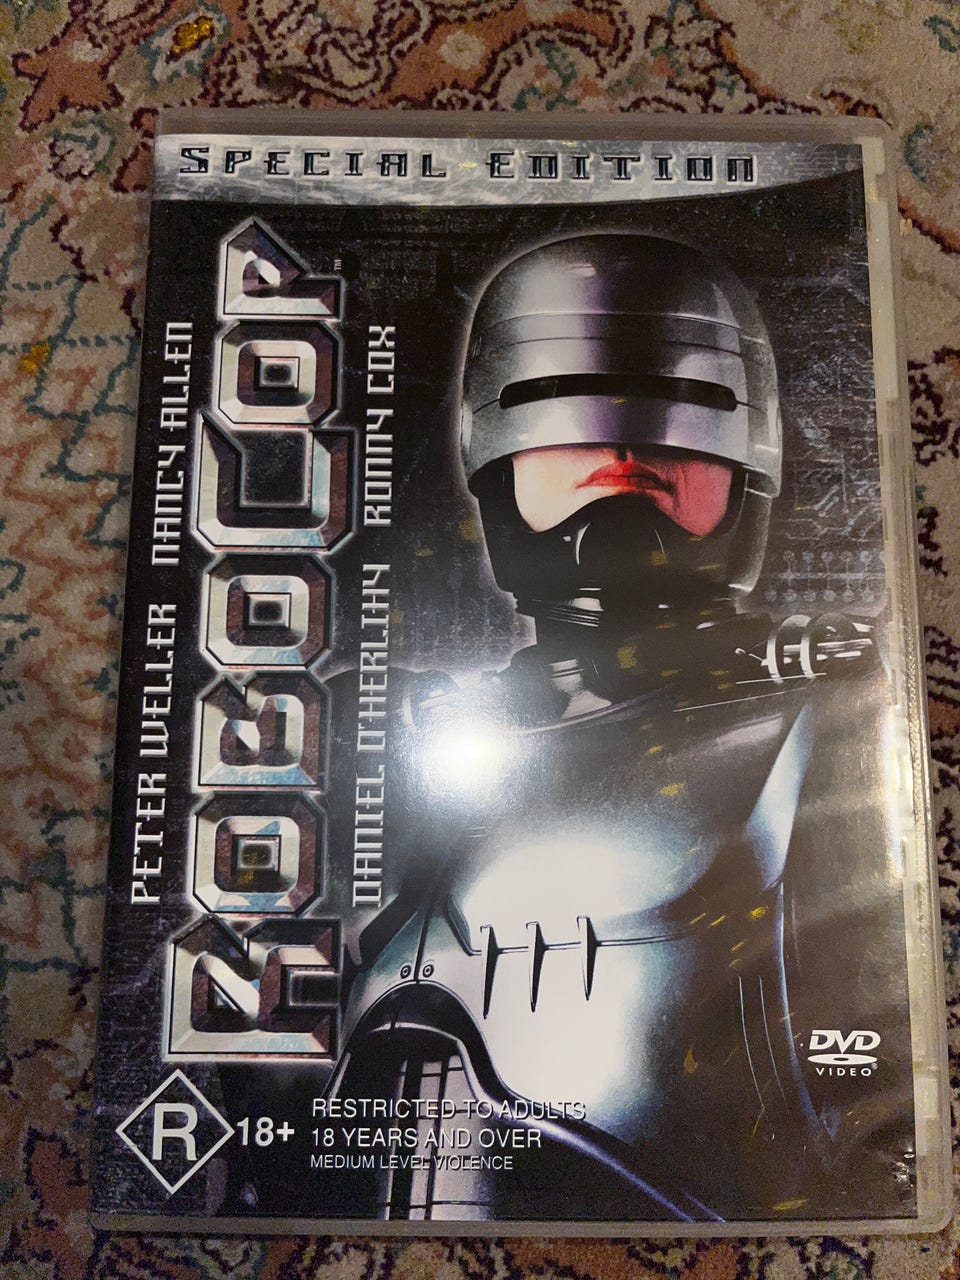 SPECIAL EDITION
PETER WELLER NANCY ALLEN
ROBOCOP™
DANIEL O'HERLIHY RONNY COX
R 18+
RESTRICTED TO ADULTS
18 YEARS AND OVER
MEDIUM LEVEL VIOLENCE
DVD
VIDEO®